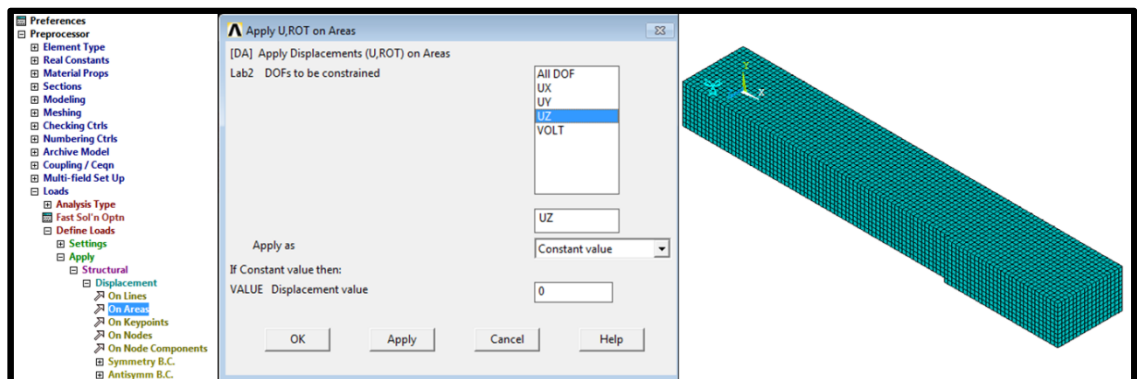 Preferences
Preprocessor
Element Type
Real Constants
Material Props
Sections
Modeling
Meshing
Checking Ctrls
Numbering Ctrls
Archive Model
Coupling / Ceqn
Multi-field Set Up
Loads
Analysis Type
Fast Sol'n Optn
Define Loads
Settings
Apply
Structural
Displacement
On Lines
On Areas
On Keypoints
On Nodes
On Node Components
Symmetry B.C.
Antisymm B.C.
Apply U,ROT on Areas
[DA] Apply Displacements (U,ROT) on Areas
Lab2 DOFs to be constrained
All DOF
UX
UY
UZ
VOLT
UZ
Apply as
Constant value
If Constant value then:
VALUE Displacement value
0
OK
Apply
Cancel
Help
Y
X